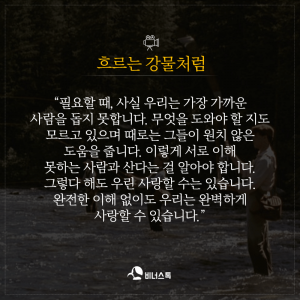 흐르는 강물처럼
“필요할 때, 사실 우리는 가장 가까운
사람을 돕지 못합니다. 무엇을 도와야 할 지도
모르고 있으며 때로는 그들이 원치 않은
도움을 줍니다. 이렇게 서로 이해
못하는 사람과 산다는 걸 알아야 합니다.
그렇다 해도 우린 사랑할 수는 있습니다.
완전한 이해 없이도 우리는 완벽하게
사랑할 수 있습니다.”
비너스톡